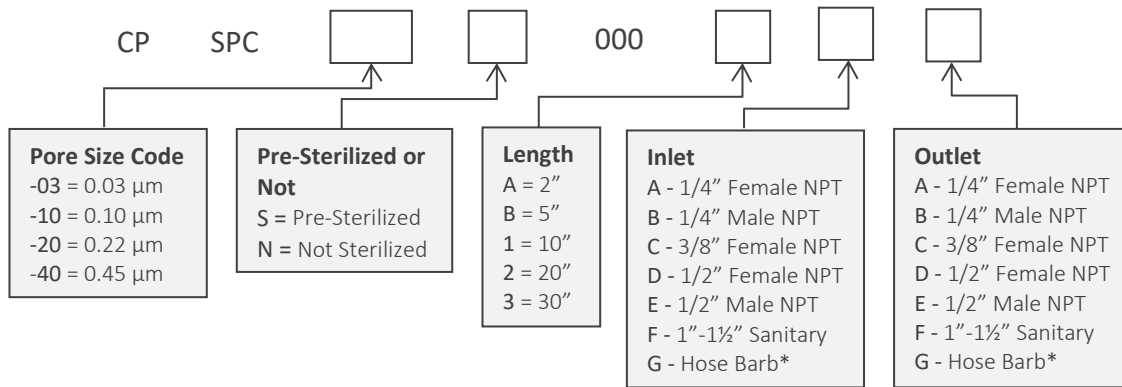 CP SPC 000
Pore Size Code
-03 = 0.03 µm
-10 = 0.10 µm
-20 = 0.22 µm
-40 = 0.45 µm
Pre-Sterilized or
Not
S = Pre-Sterilized
N = Not Sterilized
Length
A = 2”
B = 5”
1 = 10”
2 = 20”
3 = 30”
Inlet
A - 1/4” Female NPT
B - 1/4” Male NPT
C - 3/8” Female NPT
D - 1/2” Female NPT
E - 1/2” Male NPT
F - 1”-1½” Sanitary
G - Hose Barb*
Outlet
A - 1/4” Female NPT
B - 1/4” Male NPT
C - 3/8” Female NPT
D - 1/2” Female NPT
E - 1/2” Male NPT
F - 1”-1½” Sanitary
G - Hose Barb*